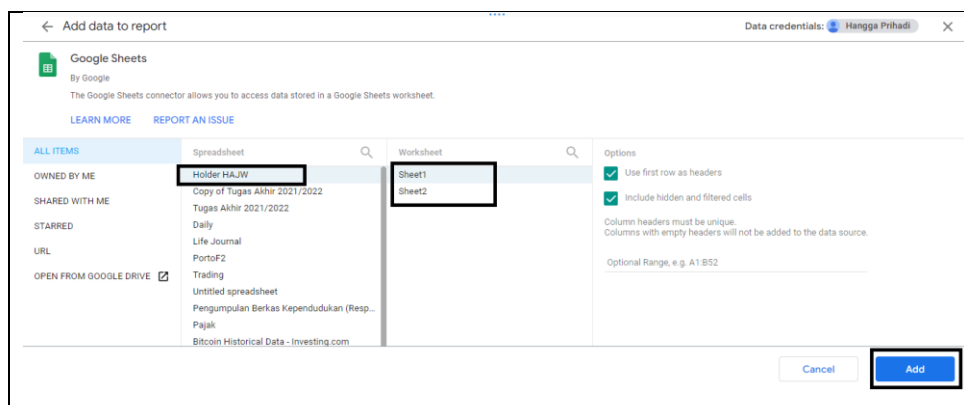 Add data to report
Data credentials: Hangga Prihadi
Google Sheets
By Google
The Google Sheets connector allows you to access data stored in a Google Sheets worksheet.
LEARN MORE REPORT AN ISSUE
ALL ITEMS
OWNED BY ME
SHARED WITH ME
STARRED
URL
OPEN FROM GOOGLE DRIVE
Spreadsheet
Holder HAJW
Copy of Tugas Akhir 2021/2022
Tugas Akhir 2021/2022
Daily
Life Journal
PortoF2
Trading
Untitled spreadsheet
Pengumpulan Berkas Kependudukan (Resp...
Pajak
Bitcoin Historical Data - Investing.com
Worksheet
Sheet1
Sheet2
Options
Use first row as headers
Include hidden and filtered cells
Column headers must be unique.
Columns with empty headers will not be added to the data source.
Optional Range, e.g. A1:B52
Cancel
Add